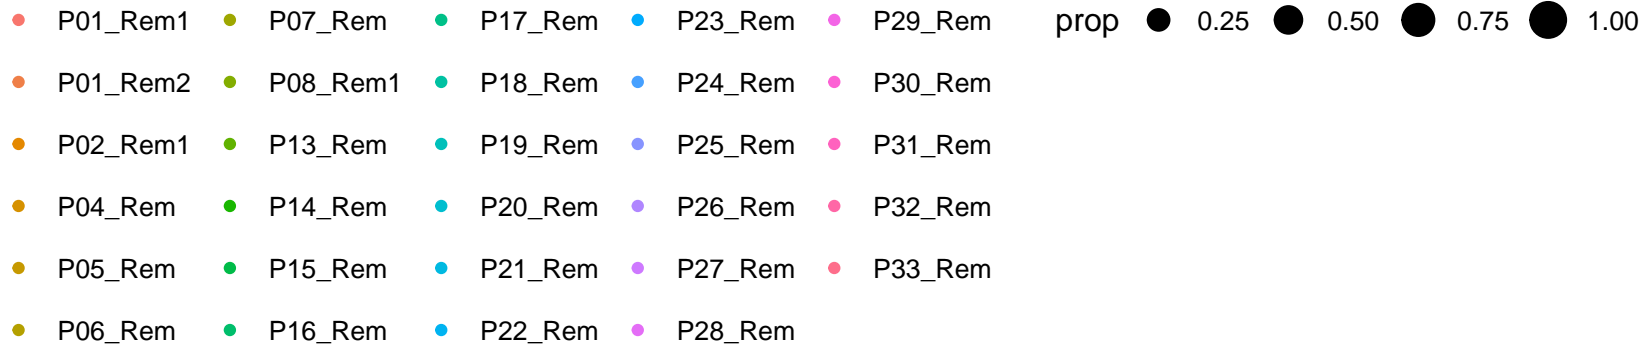 P01_Rem1 P07_Rem P17_Rem P23_Rem P29_Rem prop 0.25 0.50 0.75 1.00
P01_Rem2 P08_Rem1 P18_Rem P24_Rem P30_Rem
P02_Rem1 P13_Rem P19_Rem P25_Rem P31_Rem
P04_Rem P14_Rem P20_Rem P26_Rem P32_Rem
P05_Rem P15_Rem P21_Rem P27_Rem P33_Rem
P06_Rem P16_Rem P22_Rem P28_Rem